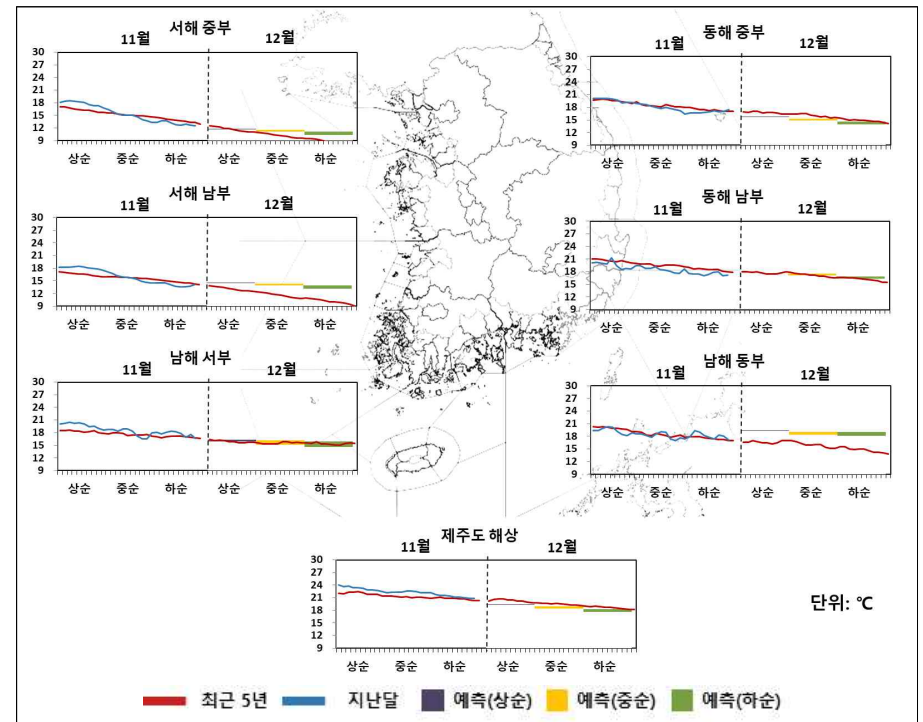 서해 중부
11월 12월
30
27
24
21
18
15
12
9
상순 중순 하순 상순 중순 하순
동해 중부
11월 12월
30
27
24
21
18
15
12
9
상순 중순 하순 상순 중순 하순
서해 남부
11월 12월
30
27
24
21
18
15
12
9
상순 중순 하순 상순 중순 하순
동해 남부
11월 12월
30
27
24
21
18
15
12
9
상순 중순 하순 상순 중순 하순
남해 서부
11월 12월
30
27
24
21
18
15
12
9
상순 중순 하순 상순 중순 하순
남해 동부
11월 12월
30
27
24
21
18
15
12
9
상순 중순 하순 상순 중순 하순
제주도 해상
11월 12월
30
27
24
21
18
15
12
9
상순 중순 하순 상순 중순 하순
단위: ℃
최근 5년 지난달 예측(상순) 예측(중순) 예측(하순)